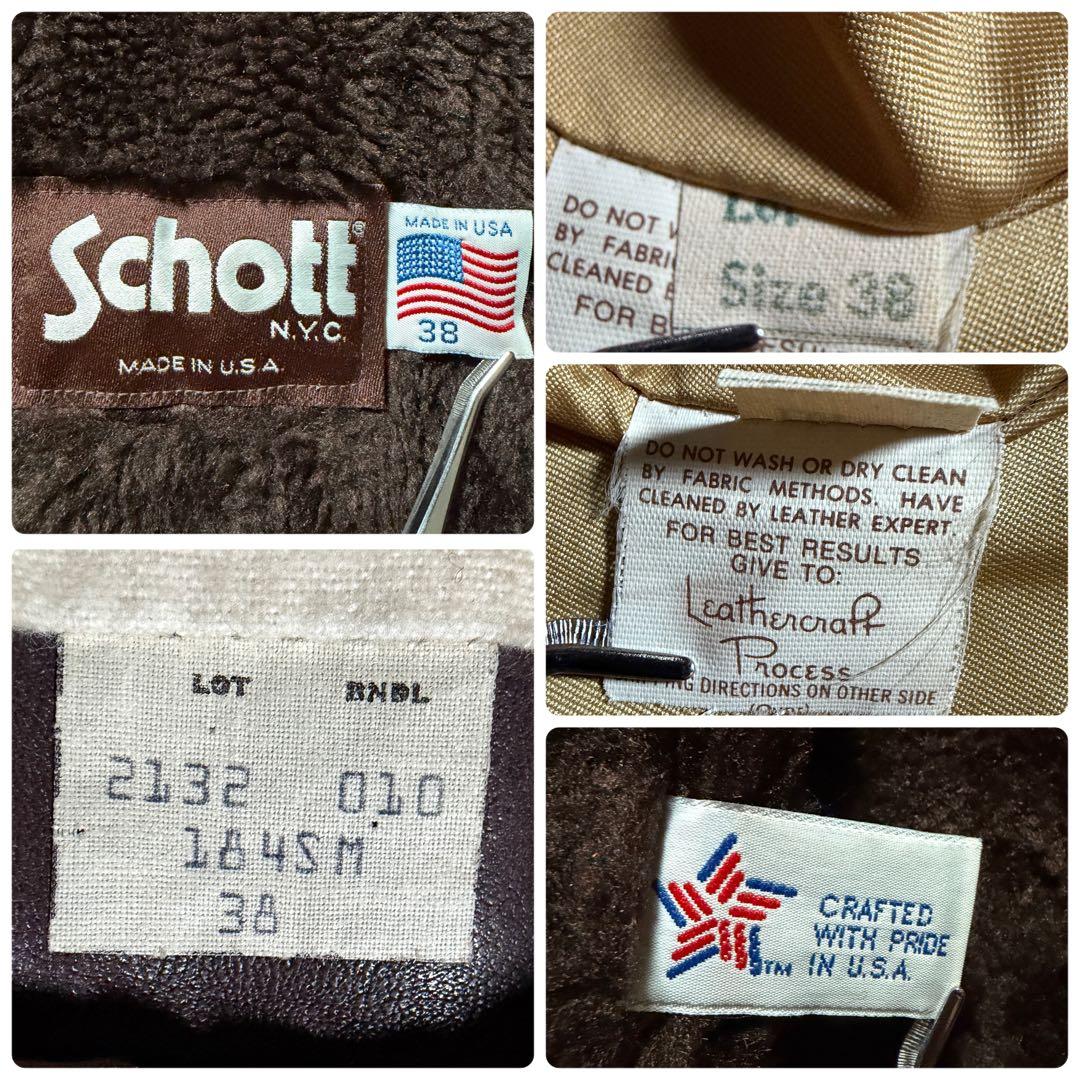 Schott®
N.Y.C.
MADE IN U.S.A.
MADE IN USA
38
DO NOT
BY
CLEANED
FOR
Size 38
DO NOT WASH OR DRY CLEAN
BY FABRIC METHODS. HAVE
CLEANED BY LEATHER EXPERT.
FOR BEST RESULTS
GIVE TO:
Leathercraft
Process
DIRECTIONS ON OTHER SIDE
LOT BNDL
2132 010
184SM
38
CRAFTED
WITH PRIDE
TM IN U.S.A.